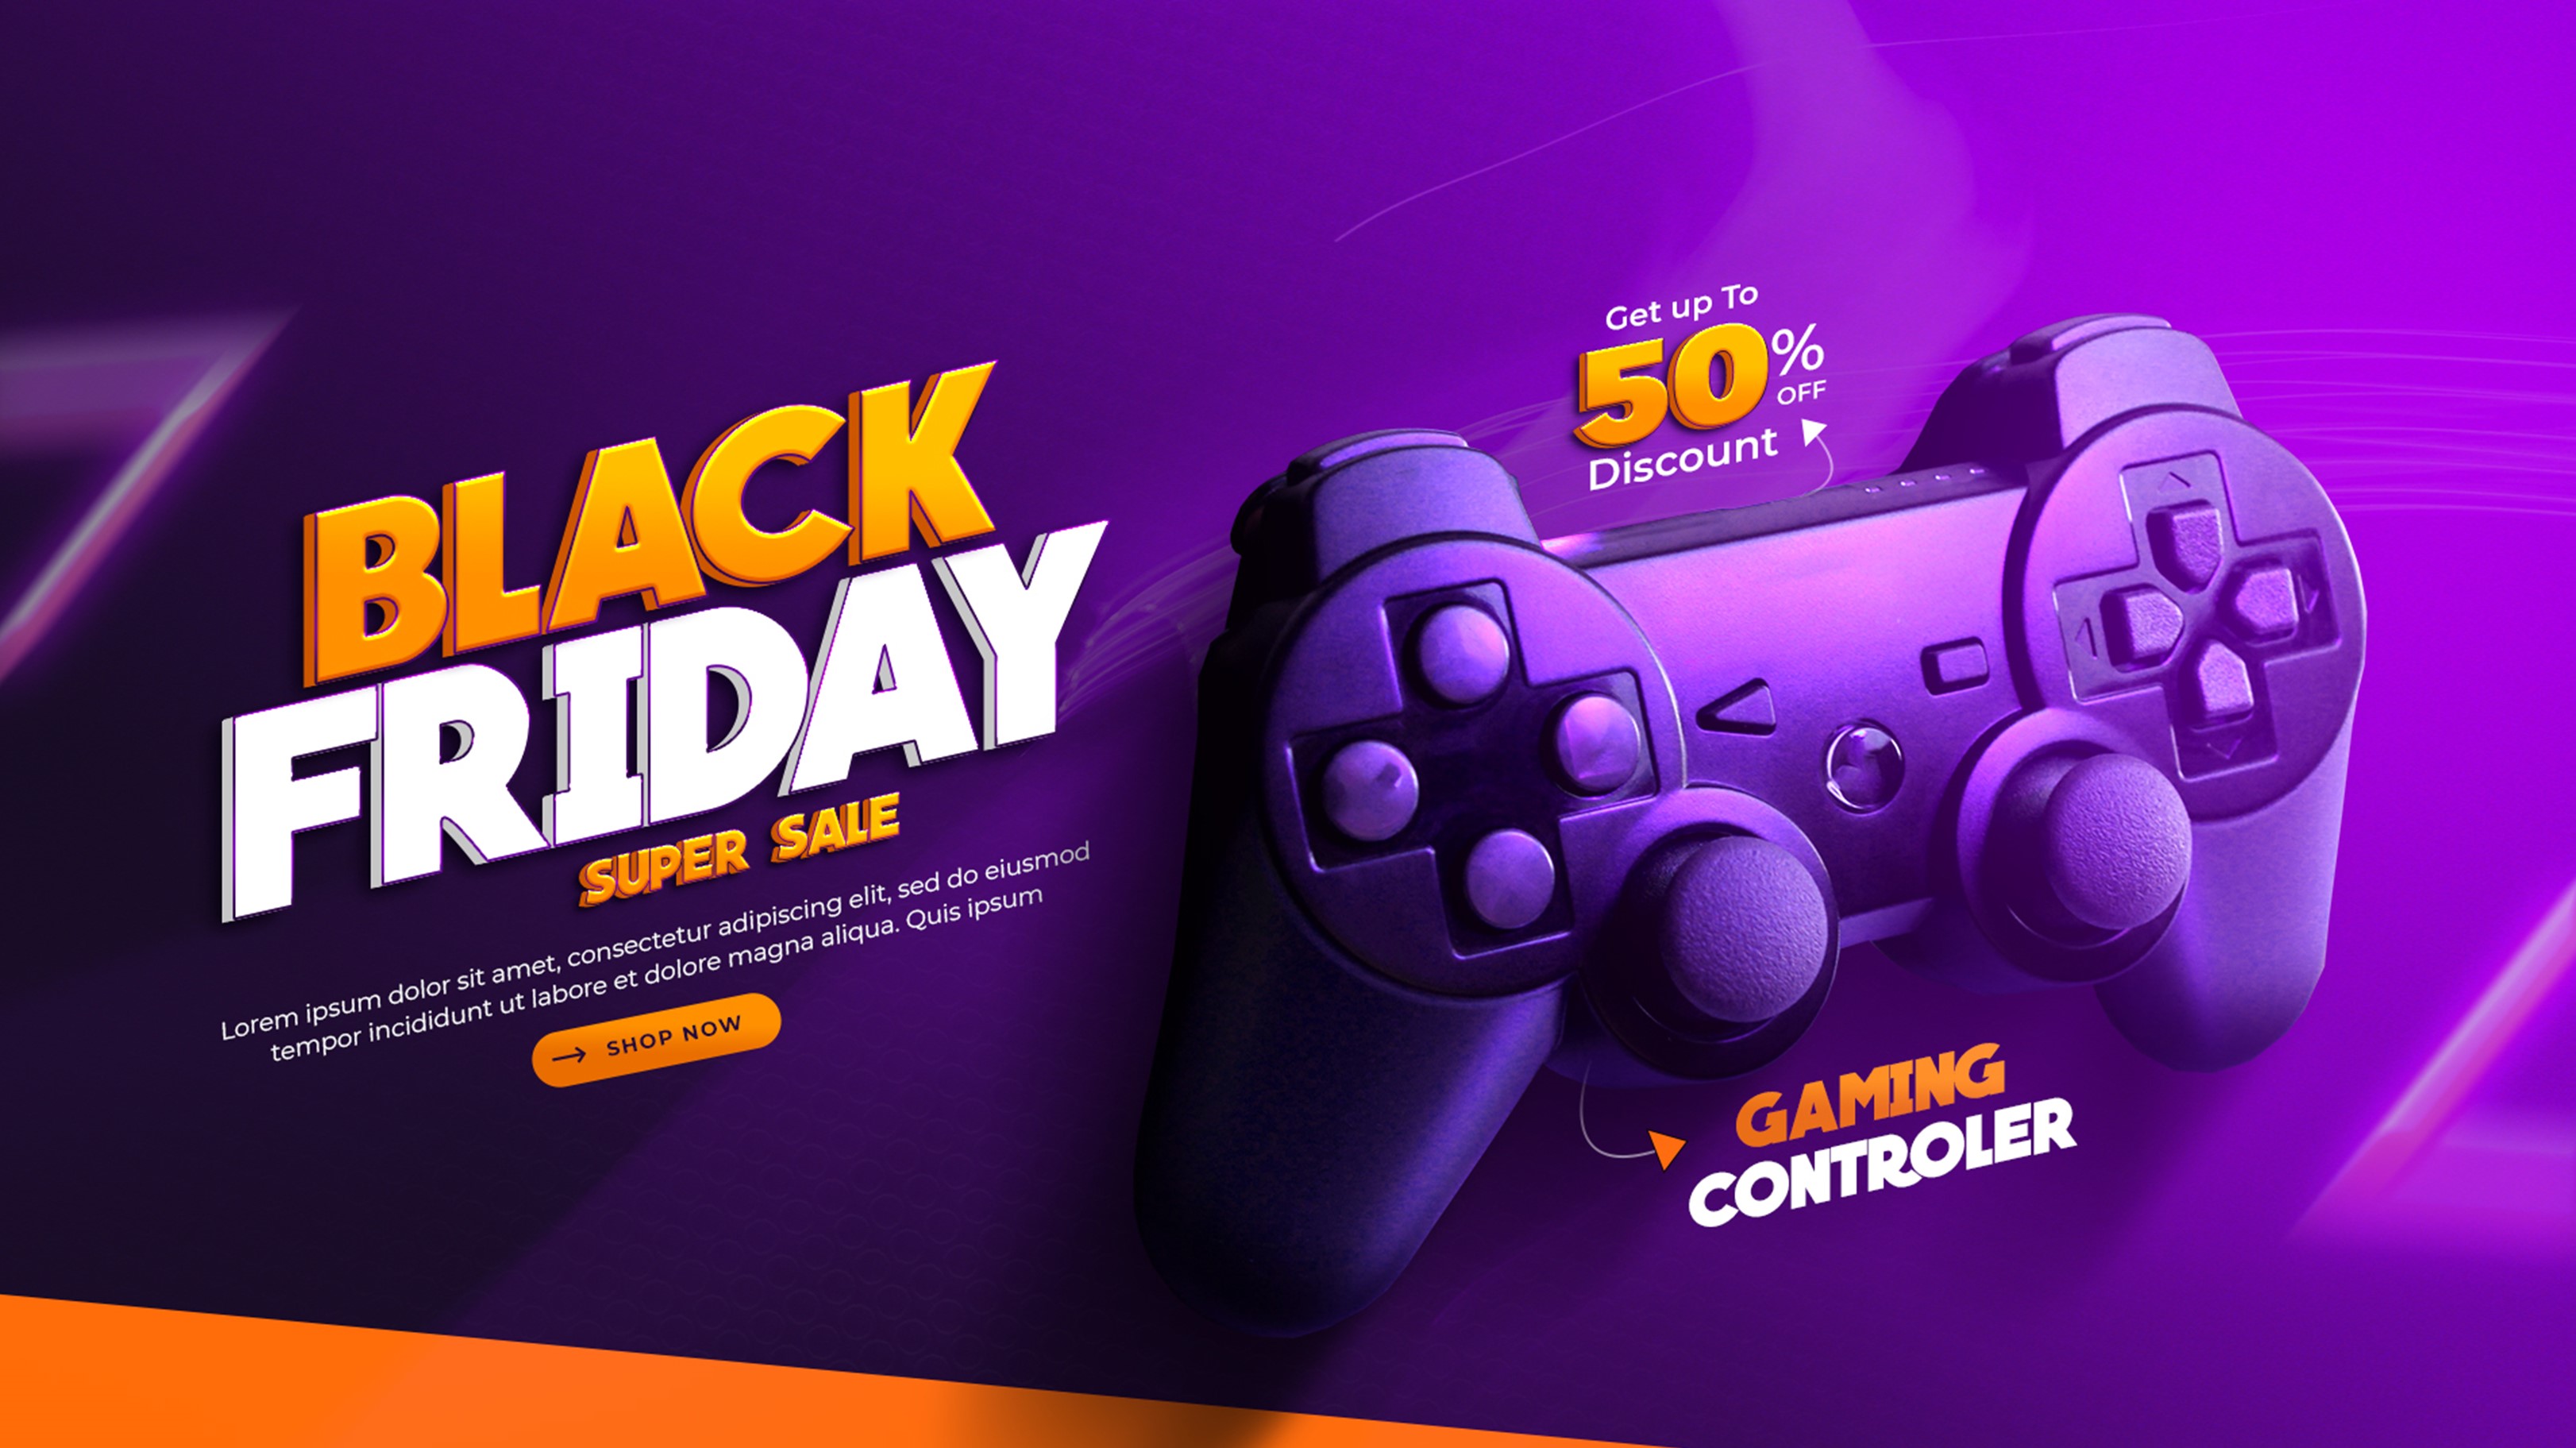 BLACK
FRIDAY
SUPER SALE
Lorem ipsum dolor sit amet, consectetur adipiscing elit, sed do eiusmod
tempor incididunt ut labore et dolore magna aliqua. Quis ipsum
SHOP NOW
Get up To
50%
OFF
Discount
GAMING
CONTROLER